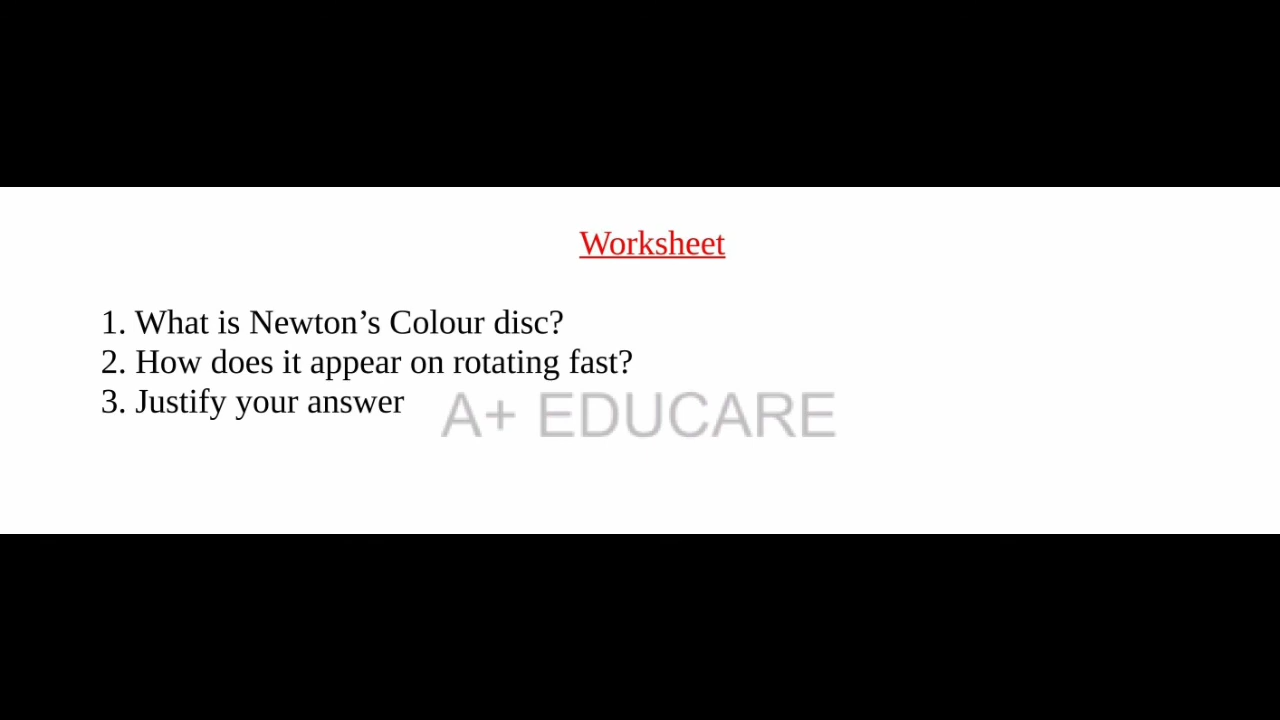 Worksheet
1. What is Newton’s Colour disc?
2. How does it appear on rotating fast?
3. Justify your answer
A+ EDUCARE